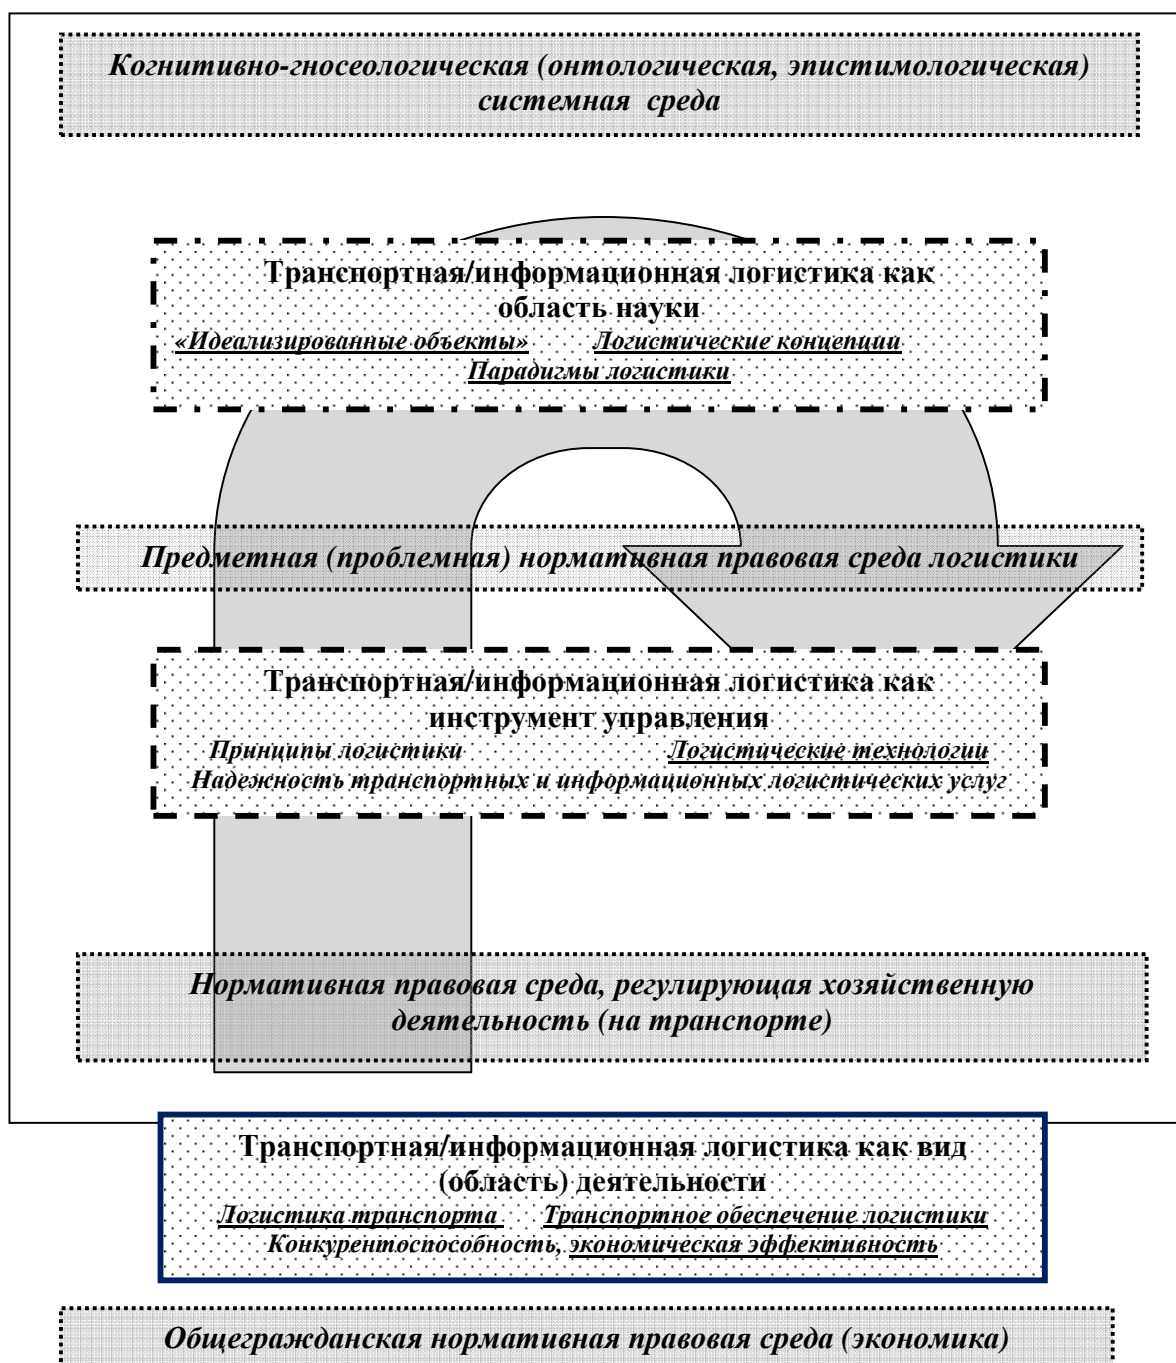 Когнитивно-гносеологическая (онтологическая, эпистимологическая)
системная среда
Транспортная/информационная логистика как
область науки
«Идеализированные объекты» Логистические концепции
Парадигмы логистики
Предметная (проблемная) нормативная правовая среда логистики
Транспортная/информационная логистика как
инструмент управления
Принципы логистики Логистические технологии
Надежность транспортных и информационных логистических услуг
Нормативная правовая среда, регулирующая хозяйственную
деятельность (на транспорте)
Транспортная/информационная логистика как вид
(область) деятельности
Логистика транспорта Транспортное обеспечение логистики
Конкурентоспособность, экономическая эффективность
Общегражданская нормативная правовая среда (экономика)